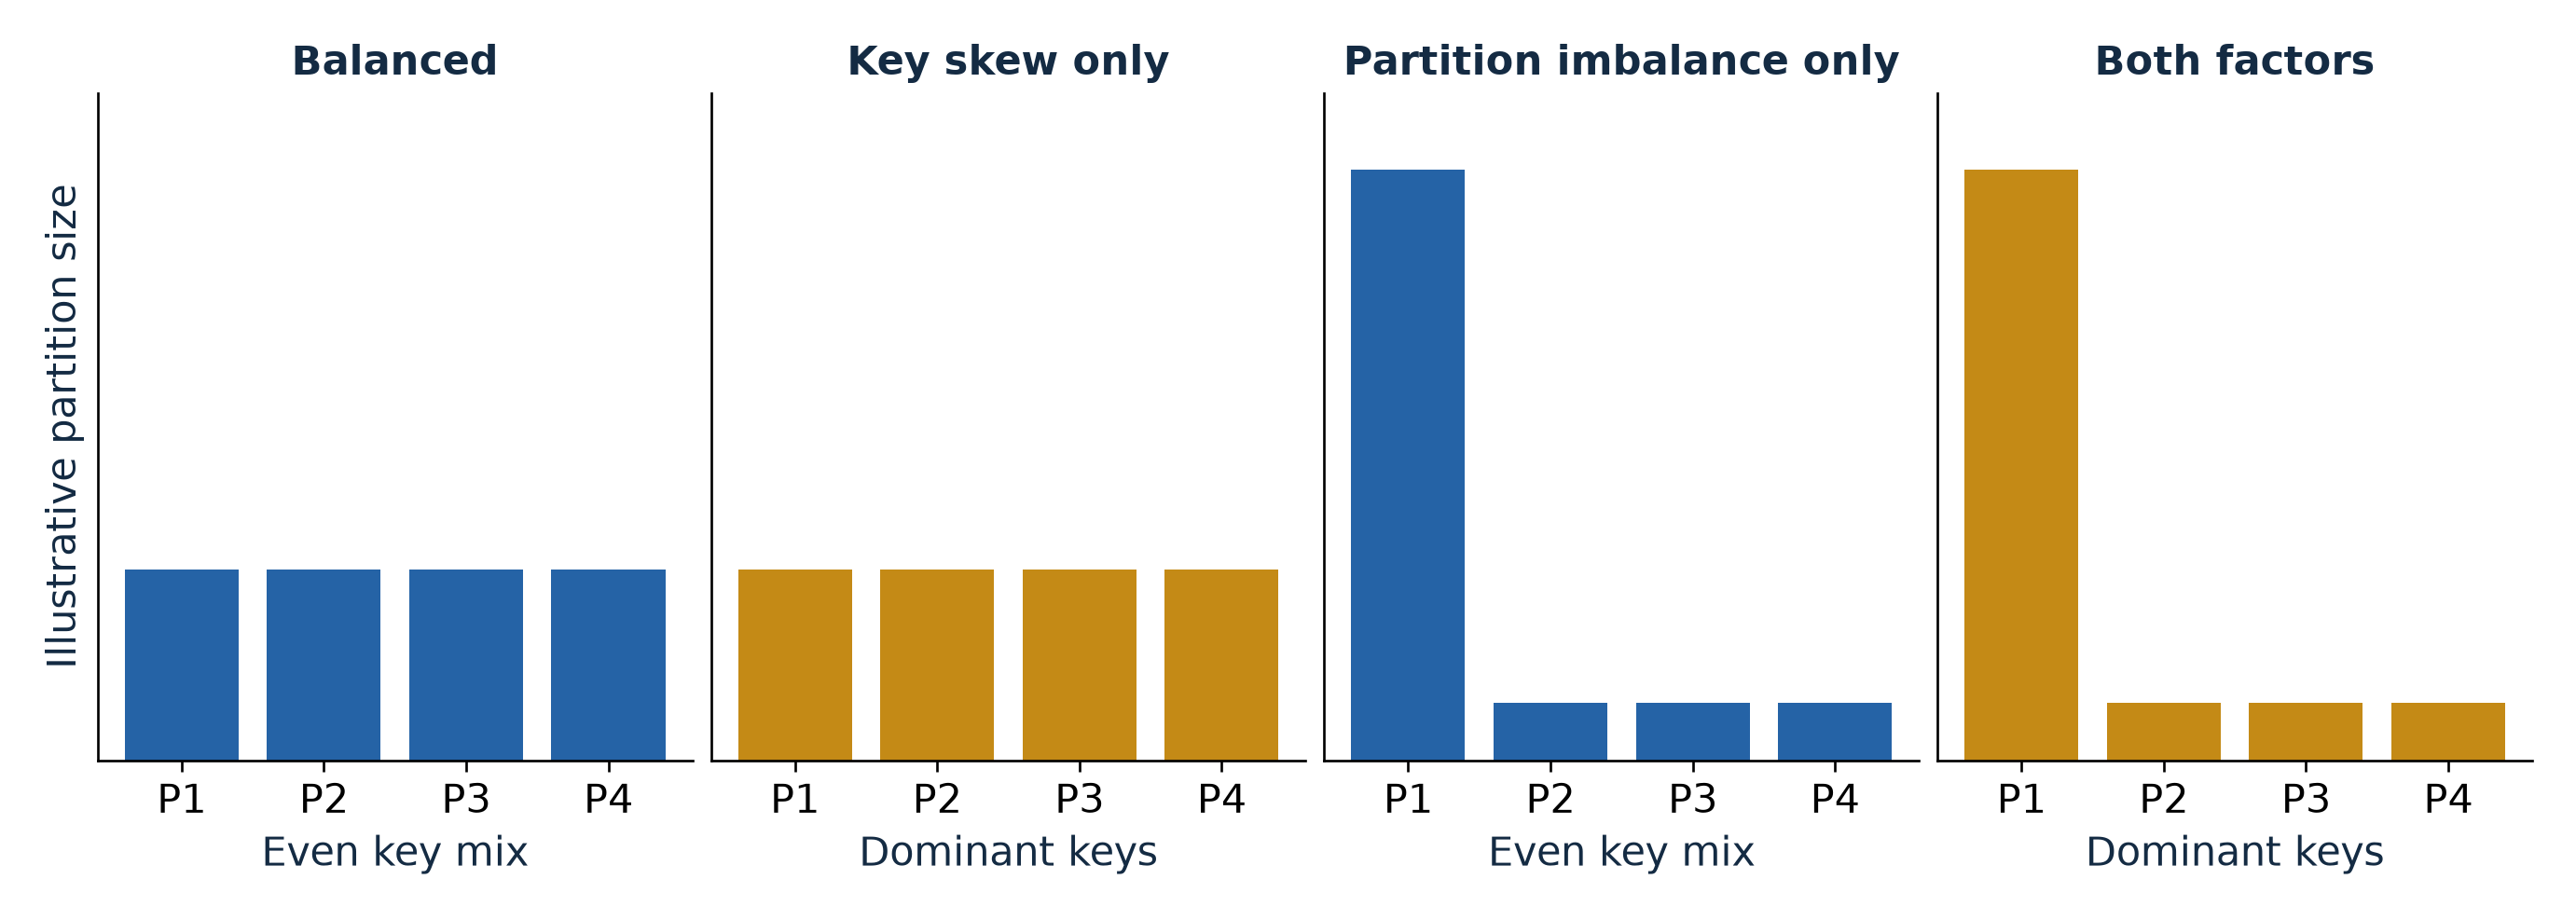 Balanced
Key skew only
Partition imbalance only
Both factors
Illustrative partition size
P1 P2 P3 P4
P1 P2 P3 P4
P1 P2 P3 P4
P1 P2 P3 P4
Even key mix
Dominant keys
Even key mix
Dominant keys